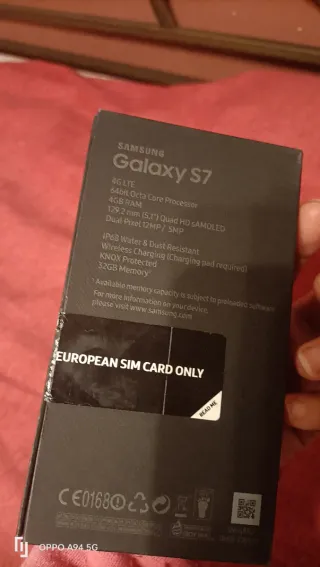 SAMSUNG
Galaxy S7
4G LTE
64bit Octa Core Processor
4GB RAM
129.2 mm (5.1") Quad HD sAMOLED
Dual Pixel 12MP / 5MP
IP68 Water & Dust Resistant
Wireless Charging (Charging pad required)
KNOX Protected
32GB Memory*
* Available memory capacity is subject to preloaded software
For more information on your device,
please visit www.samsung.com
EUROPEAN SIM CARD ONLY
READ ME
CE0168
OPPO A94 5G